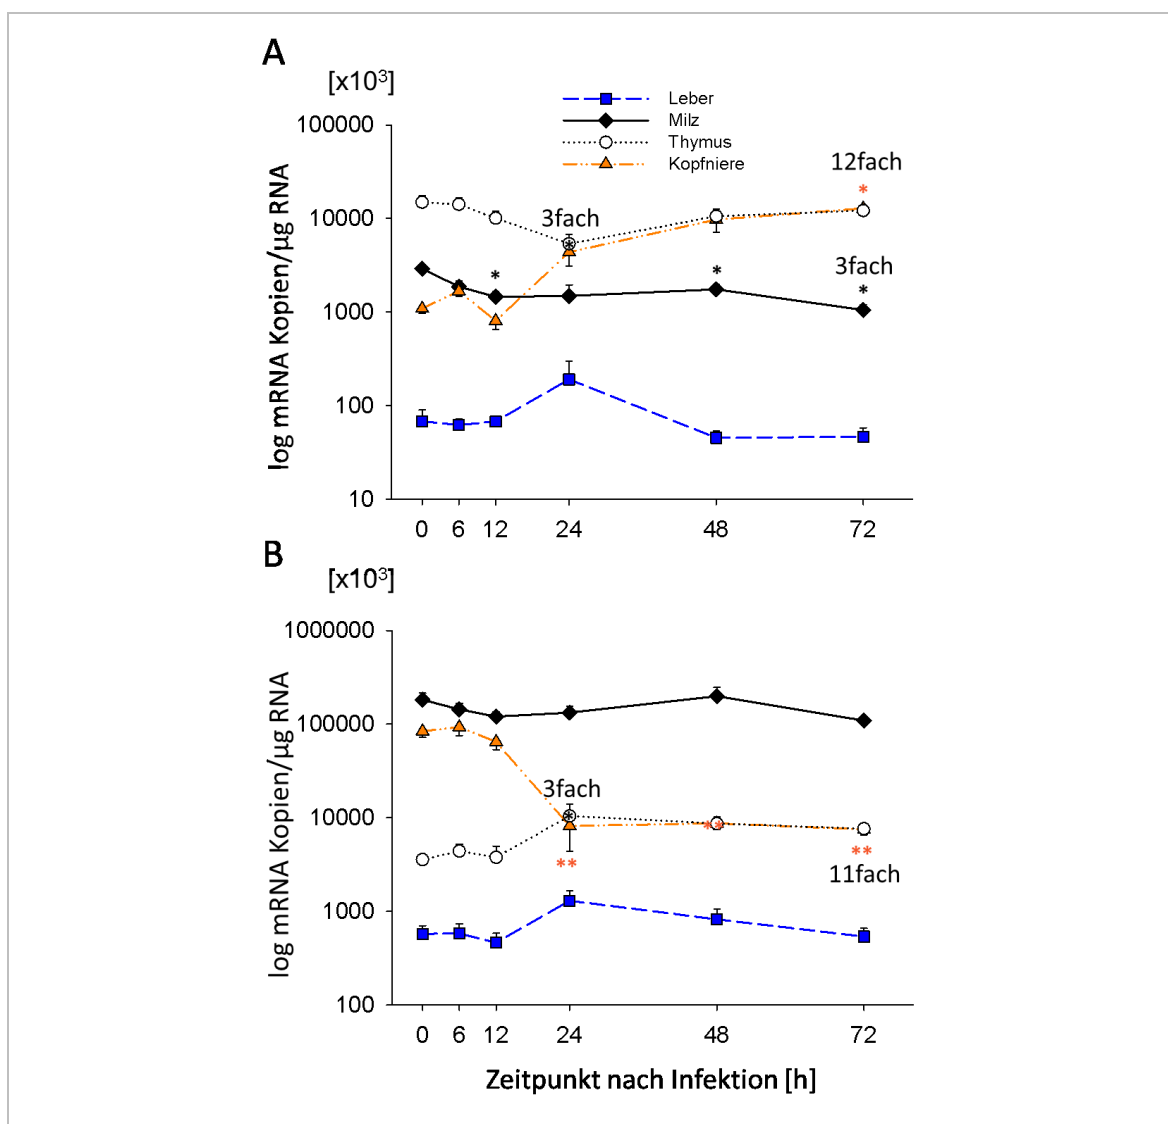 A
[x10³]
Leber
Milz
Thymus
Kopfniere
100000
10000
1000
100
10
log mRNA Kopien/µg RNA
12fach
*
3fach
*
*
*
3fach
*
0 6 12 24 48 72
B
[x10³]
1000000
100000
10000
1000
100
log mRNA Kopien/µg RNA
3fach
*
**
**
**
11fach
0 6 12 24 48 72
Zeitpunkt nach Infektion [h]